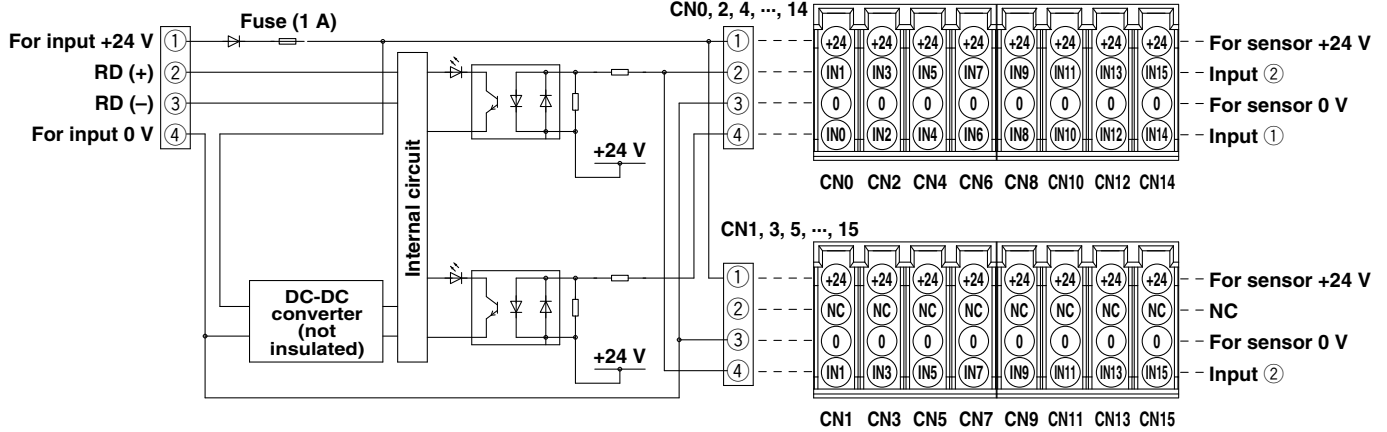 Fuse (1 A)
For input +24 V ①
RD (+) ②
RD (–) ③
For input 0 V ④
Internal circuit
DC-DC
converter
(not
insulated)
+24 V
+24 V
CN0, 2, 4, ···, 14
①
②
③
④
+24 +24 +24 +24 +24 +24 +24 +24
IN1 IN3 IN5 IN7 IN9 IN11 IN13 IN15
0 0 0 0 0 0 0 0
IN0 IN2 IN4 IN6 IN8 IN10 IN12 IN14
For sensor +24 V
Input ②
For sensor 0 V
Input ①
CN0 CN2 CN4 CN6 CN8 CN10 CN12 CN14
CN1, 3, 5, ···, 15
①
②
③
④
+24 +24 +24 +24 +24 +24 +24 +24
NC NC NC NC NC NC NC NC
0 0 0 0 0 0 0 0
IN1 IN3 IN5 IN7 IN9 IN11 IN13 IN15
For sensor +24 V
NC
For sensor 0 V
Input ②
CN1 CN3 CN5 CN7 CN9 CN11 CN13 CN15